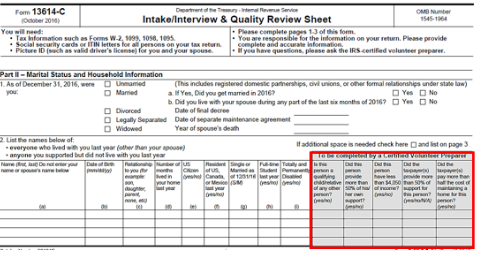 Form 13614-C
(October 2016)
Department of the Treasury - Internal Revenue Service
Intake/Interview & Quality Review Sheet
OMB Number
1545-1964
You will need:
• Tax Information such as Forms W-2, 1099, 1098, 1095.
• Social security cards or ITIN letters for all persons on your tax return.
• Picture ID (such as valid driver's license) for you and your spouse.
• Please complete pages 1-3 of this form.
• You are responsible for the information on your return. Please provide
complete and accurate information.
• If you have questions, please ask the IRS-certified volunteer preparer.
Part II – Marital Status and Household Information
1. As of December 31, 2016, were
you:
Unmarried
(This includes registered domestic partnerships, civil unions, or other formal relationships under state law)
Married
a. If Yes, Did you get married in 2016?
Yes
No
b. Did you live with your spouse during any part of the last six months of 2016?
Yes
No
Divorced
Date of final decree
Legally Separated
Date of separate maintenance agreement
Widowed
Year of spouse's death
2. List the names below of:
• everyone who lived with you last year (other than your spouse)
• anyone you supported but did not live with you last year
If additional space is needed check here
and list on page 3
To be completed by a Certified Volunteer Preparer
Name (first, last) Do not enter your
name or spouse's name below
(a)
Date of Birth
(mm/dd/yy)
(b)
Relationship
to you (for
example:
son,
daughter,
parent,
none, etc)
(c)
Number of
months
lived in
your home
last year
(d)
US
Citizen
(yes/no)
(e)
Resident
of US,
Canada,
or Mexico
last year
(yes/no)
(f)
Single or
Married as
of 12/31/16
(S/M)
(g)
Full-time
Student
last year
(yes/no)
(h)
Totally and
Permanently
Disabled
(yes/no)
(i)
Is this
person a
qualifying
child/relative
of any other
person?
(yes/no)
Did this
person
provide
more than
50% of his/
her own
support?
(yes/no)
Did this
person
have less
than $4,050
of income?
(yes/no)
Did the
taxpayer(s)
provide more
than 50% of
support for
this person?
(yes/no/N/A)
Did the
taxpayer(s)
pay more than
half the cost of
maintaining a
home for this
person?
(yes/no)